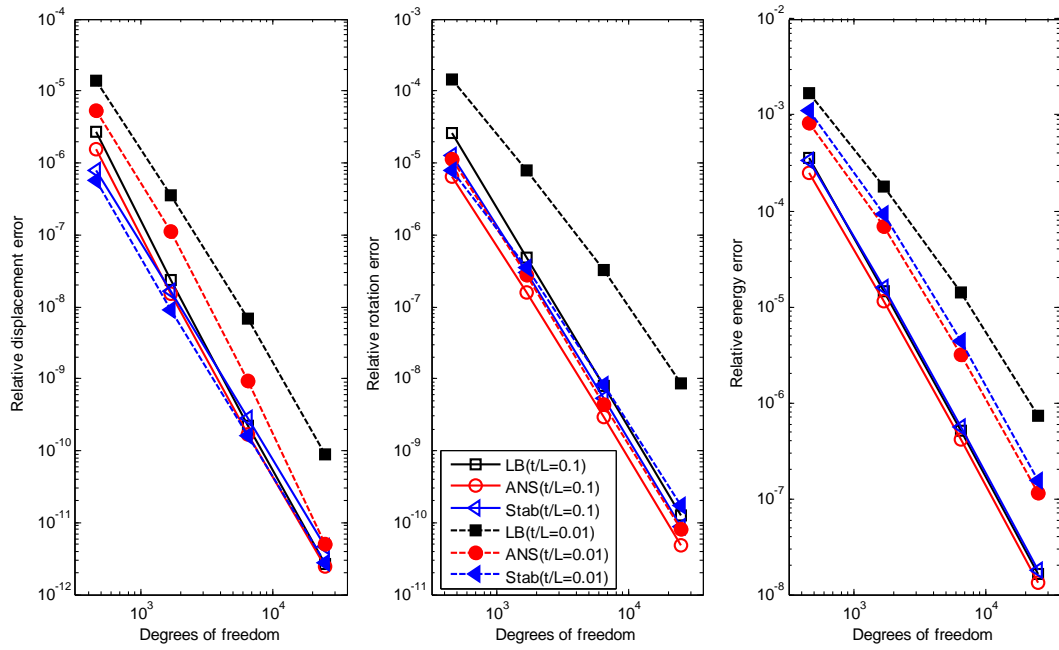 Relative displacement error
10^-5
10^-6
10^-7
10^-8
10^-9
10^-10
10^-11
10^-12
10^3
10^4
Degrees of freedom
Relative rotation error
10^-3
10^-4
10^-5
10^-6
10^-7
10^-8
10^-9
10^-10
10^-11
10^3
10^4
Degrees of freedom
LB(t/L=0.1)
ANS(t/L=0.1)
Stab(t/L=0.1)
LB(t/L=0.01)
ANS(t/L=0.01)
Stab(t/L=0.01)
Relative energy error
10^-2
10^-3
10^-4
10^-5
10^-6
10^-7
10^-8
10^3
10^4
Degrees of freedom